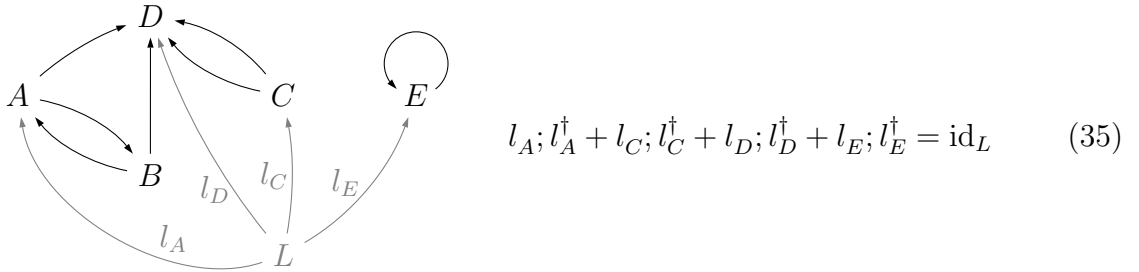 D
A
C
E
B
l_D
l_C
l_E
l_A
L
l_A; l_A^† + l_C; l_C^† + l_D; l_D^† + l_E; l_E^† = id_L (35)